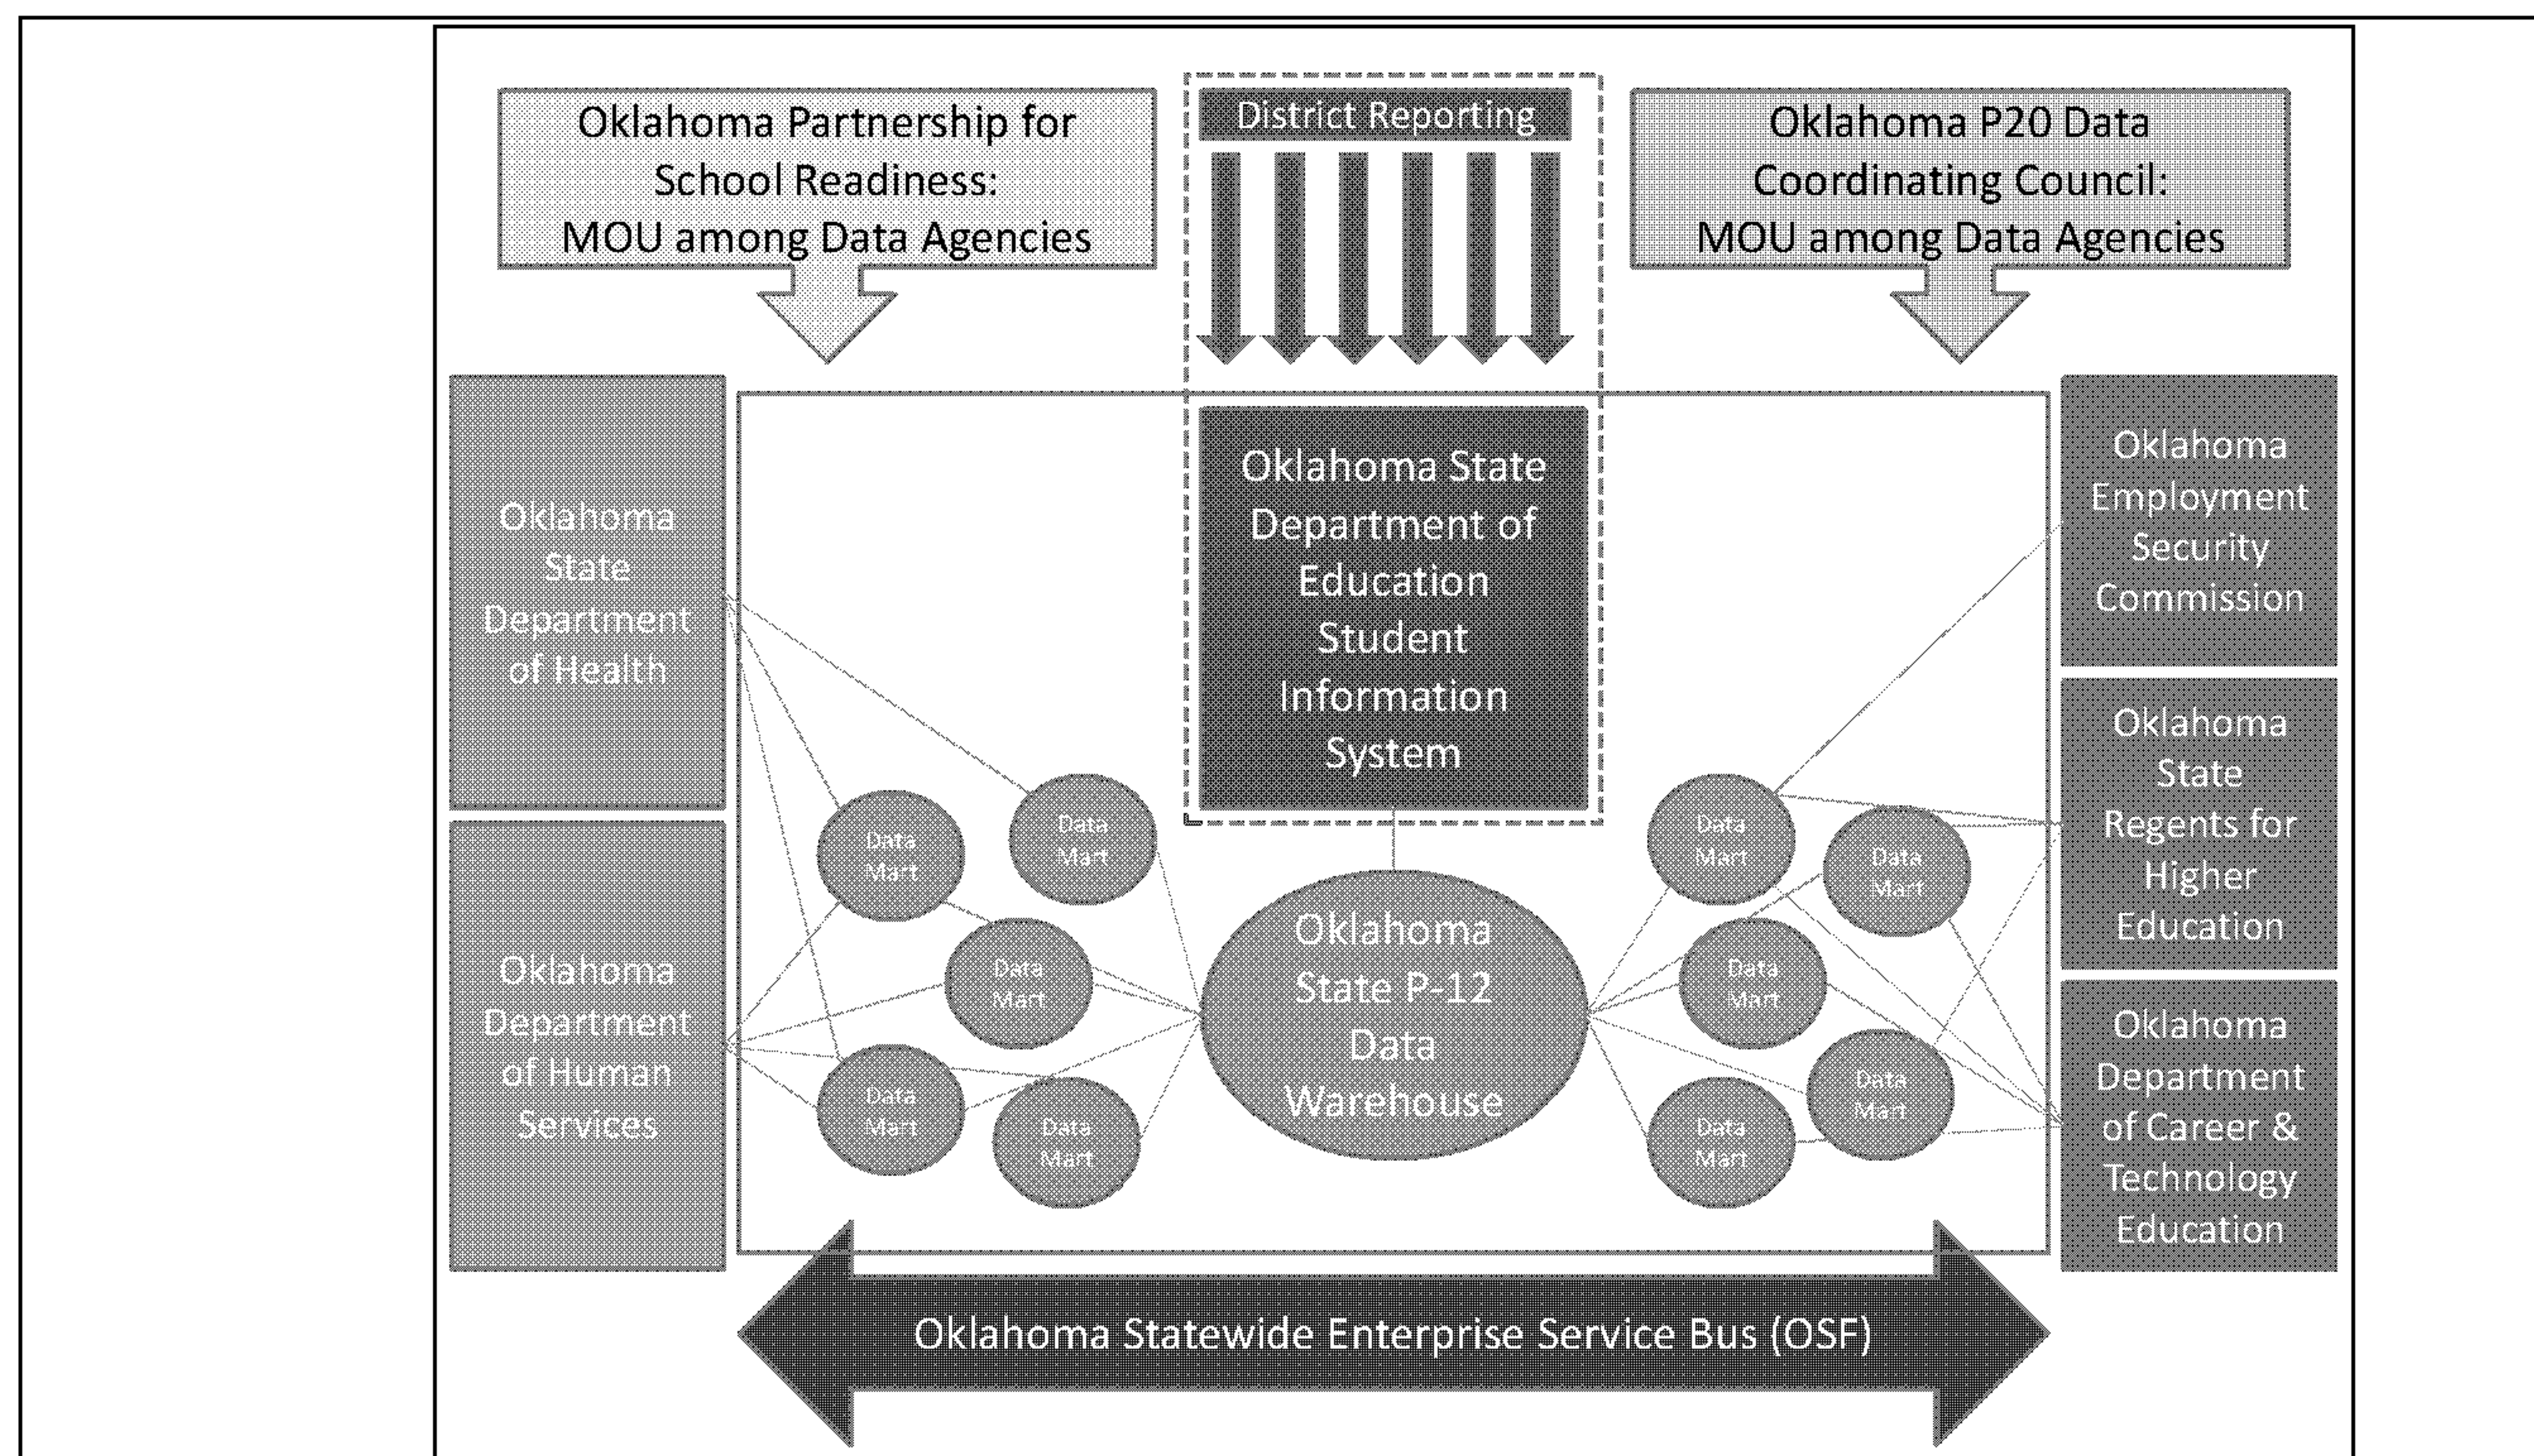 Oklahoma Partnership for
School Readiness:
MOU among Data Agencies
District Reporting
Oklahoma P20 Data
Coordinating Council:
MOU among Data Agencies
Oklahoma
State
Department
of Health
Oklahoma
Department
of Human
Services
Oklahoma State
Department of
Education
Student
Information
System
Data
Mart
Data
Mart
Data
Mart
Data
Mart
Data
Mart
Oklahoma
State P-12
Data
Warehouse
Data
Mart
Data
Mart
Data
Mart
Data
Mart
Data
Mart
Oklahoma
Employment
Security
Commission
Oklahoma
State
Regents for
Higher
Education
Oklahoma
Department
of Career &
Technology
Education
Oklahoma Statewide Enterprise Service Bus (OSF)